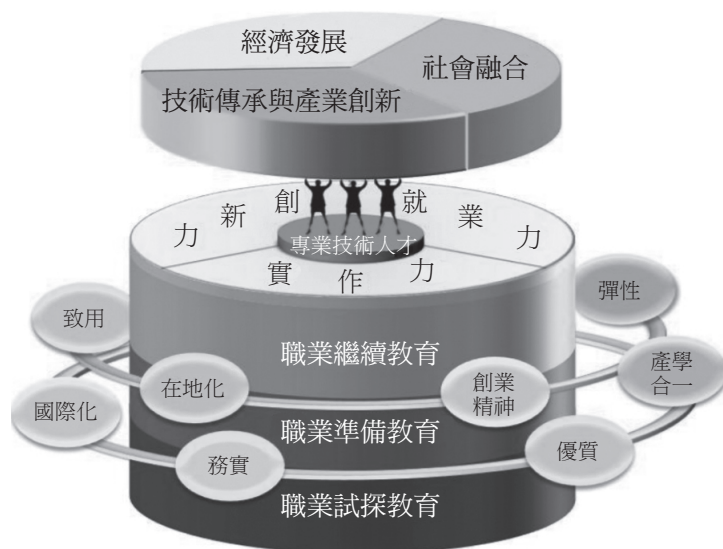 經濟發展
社會融合
技術傳承與產業創新
創新力
就業力
專業技術人才
實作力
彈性
致用
職業繼續教育
產學
合一
在地化
創業
精神
國際化
職業準備教育
優質
務實
職業試探教育